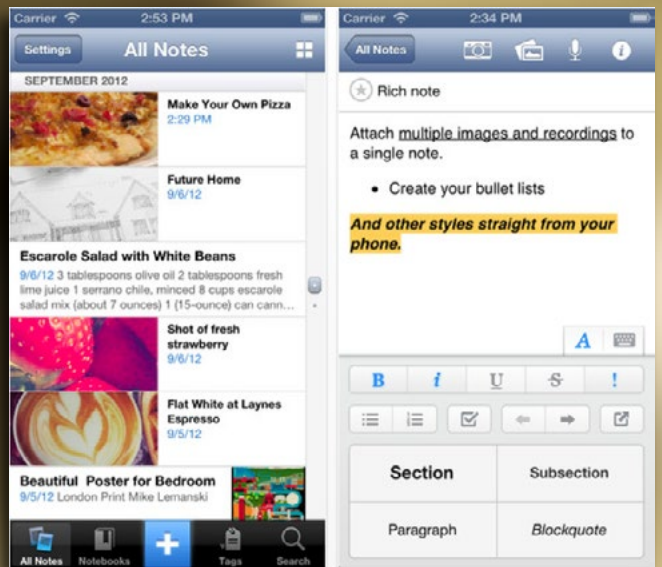 Carrier 2:53 PM
Settings All Notes
SEPTEMBER 2012
Make Your Own Pizza
2:29 PM
Future Home
9/6/12
Escarole Salad with White Beans
9/6/12 3 tablespoons olive oil 2 tablespoons fresh
lime juice 1 serrano chile, minced 8 cups escarole
salad mix (about 7 ounces) 1 (15-ounce) can cann...
Shot of fresh
strawberry
9/6/12
Flat White at Laynes
Espresso
9/5/12
Beautiful Poster for Bedroom
9/5/12 London Print Mike Lemanski
All Notes Notebooks Tags Search
Carrier 2:34 PM
All Notes
Rich note
Attach multiple images and recordings to
a single note.
• Create your bullet lists
And other styles straight from your
phone.
A
B i U S !
Section Subsection
Paragraph Blockquote